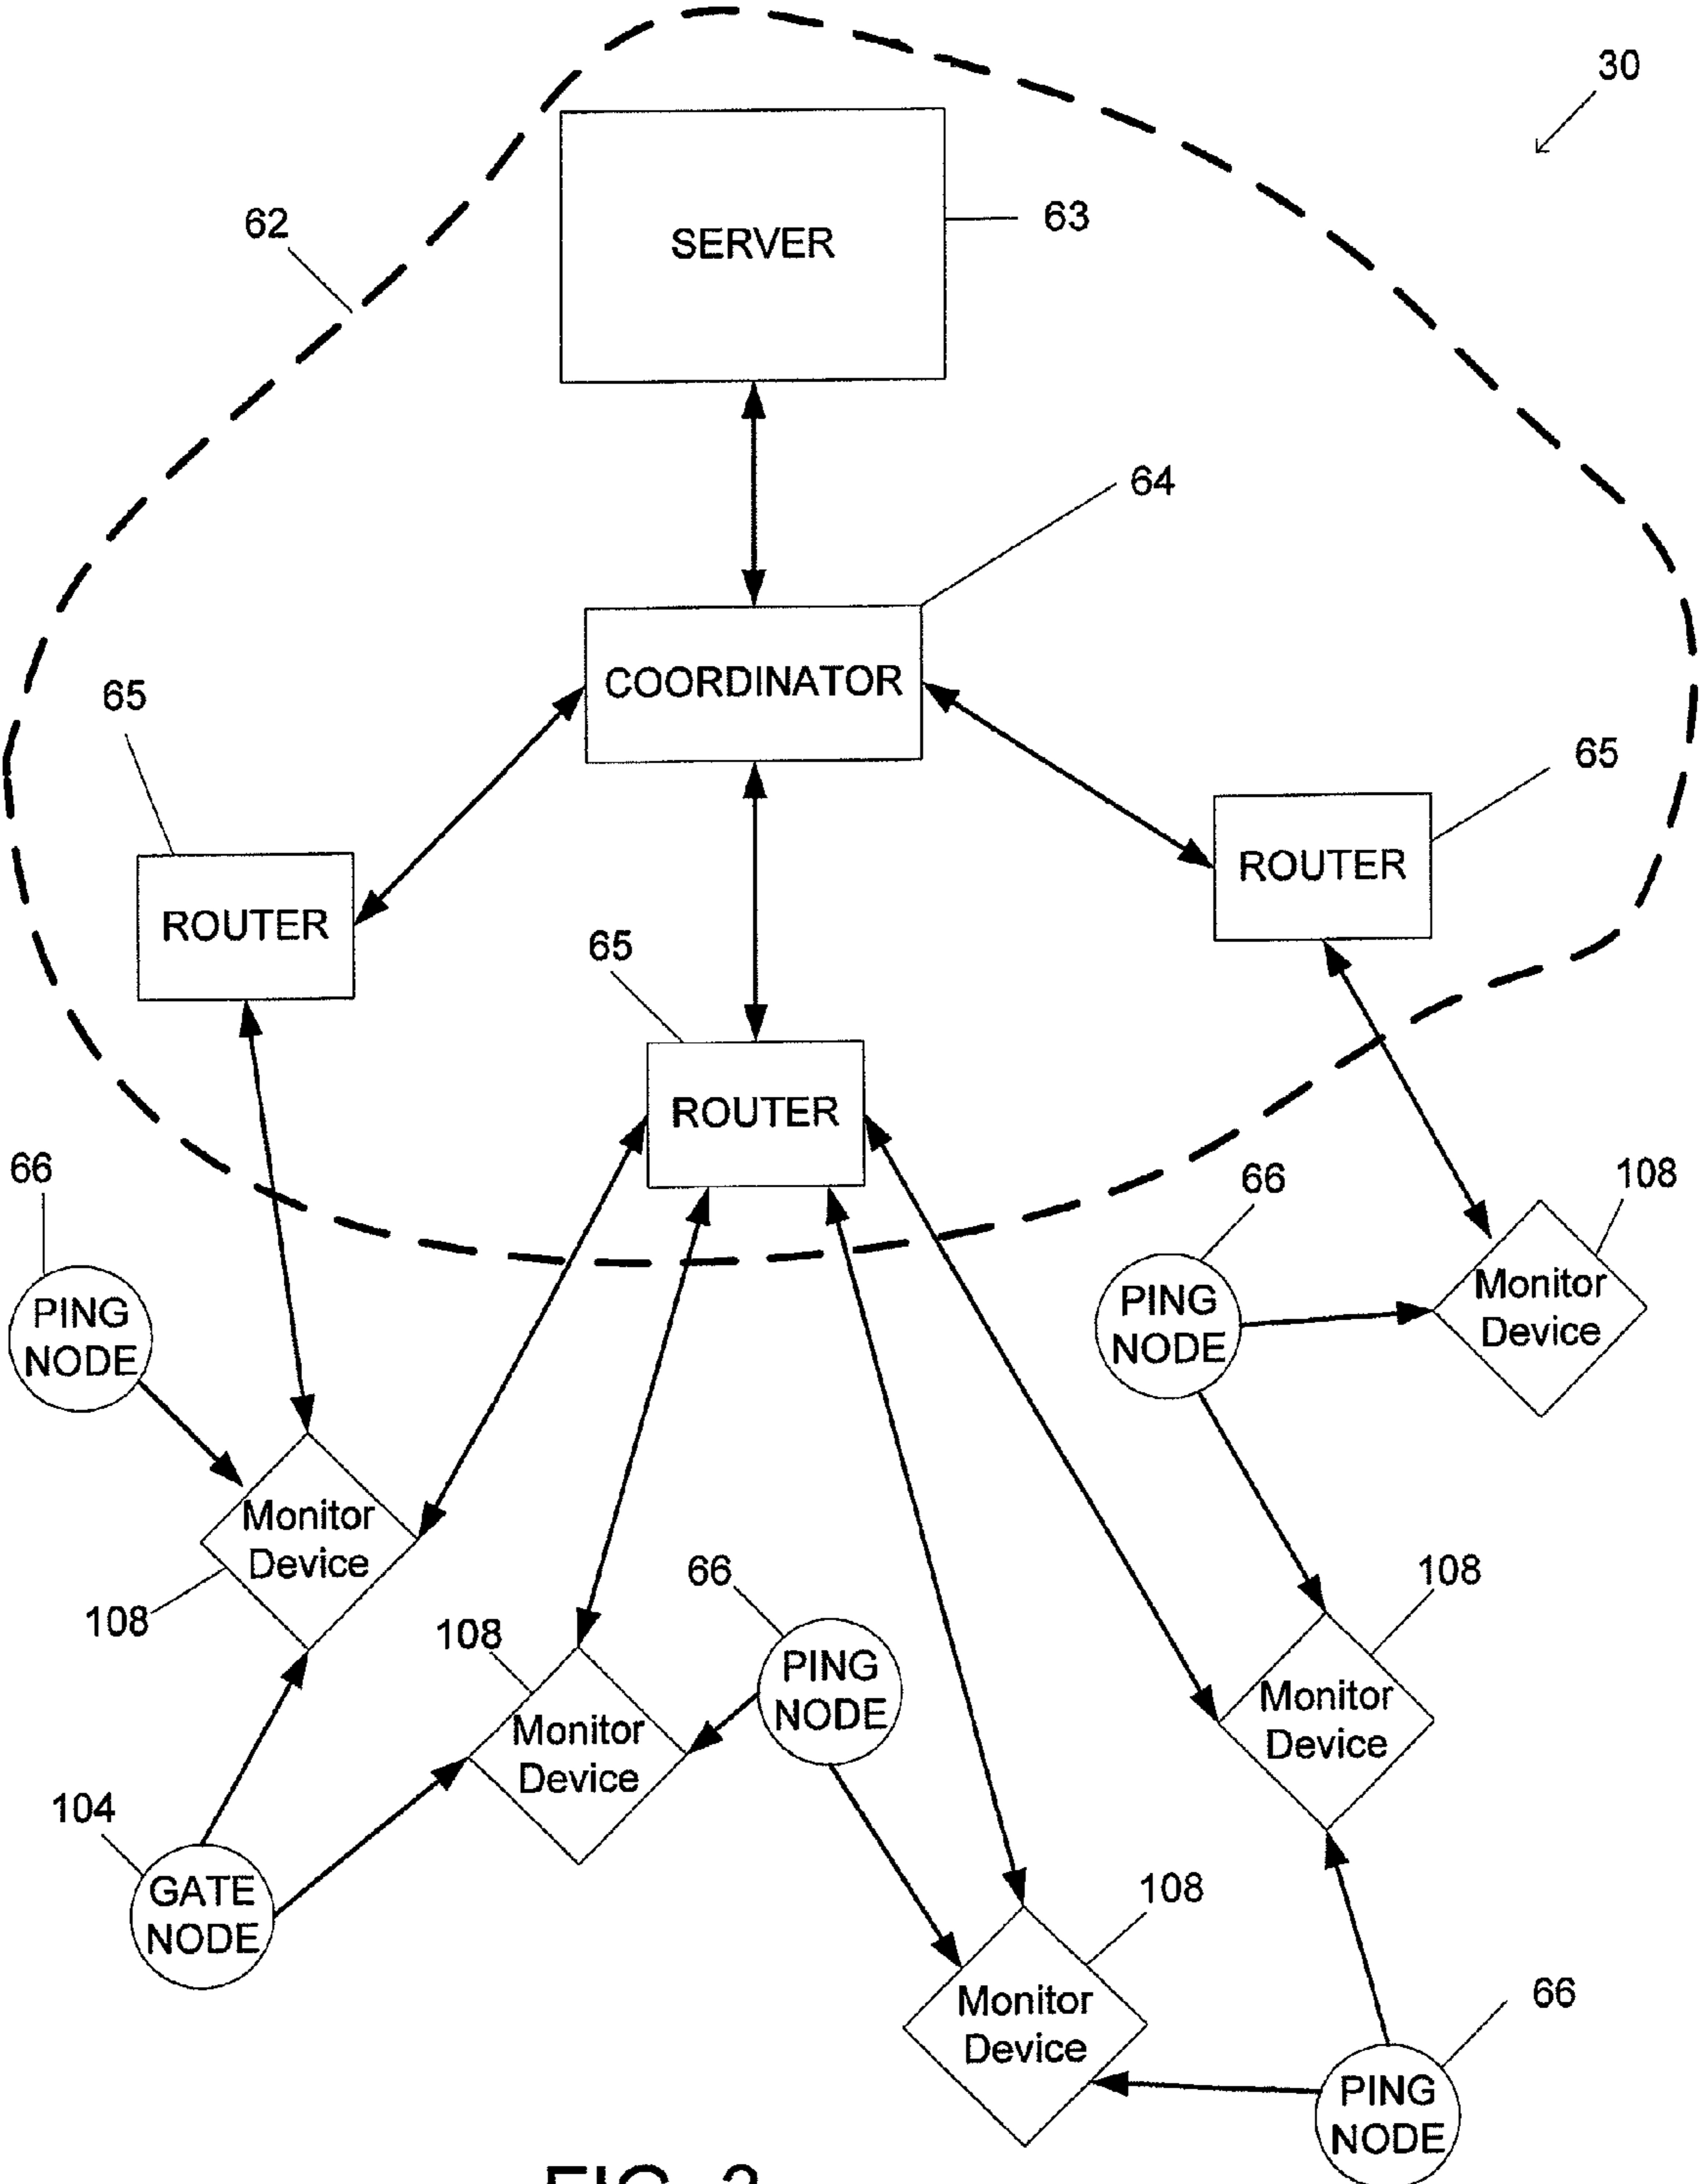 30
62
63
SERVER
64
COORDINATOR
65
65
ROUTER
ROUTER
65
ROUTER
66
66
108
PING
NODE
PING
NODE
Monitor
Device
Monitor
Device
108
66
108
108
PING
NODE
Monitor
Device
Monitor
Device
104
GATE
NODE
108
Monitor
Device
66
PING
NODE